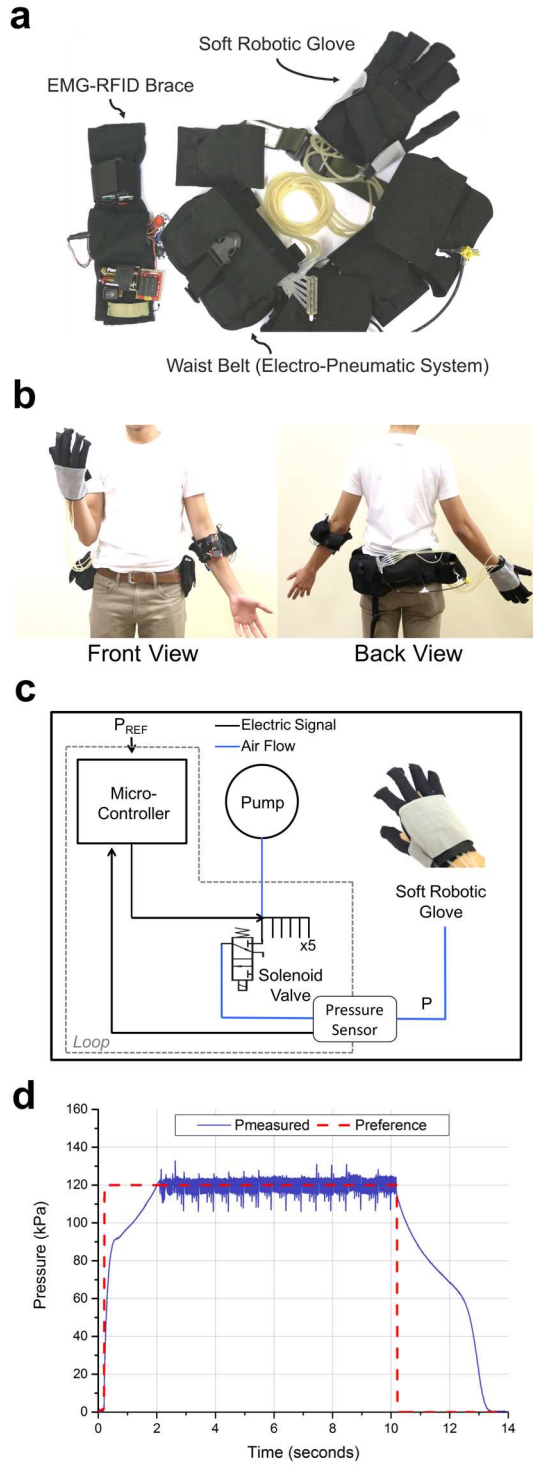 a
Soft Robotic Glove
EMG-RFID Brace
Waist Belt (Electro-Pneumatic System)
b
Front View
Back View
c
P_REF
Electric Signal
Air Flow
Micro-
Controller
Pump
Soft Robotic
Glove
x5
Solenoid
Valve
Pressure
Sensor
P
Loop
d
160
140
120
100
80
60
40
20
0
Pressure (kPa)
Pmeasured
Preference
0
2
4
6
8
10
12
14
Time (seconds)